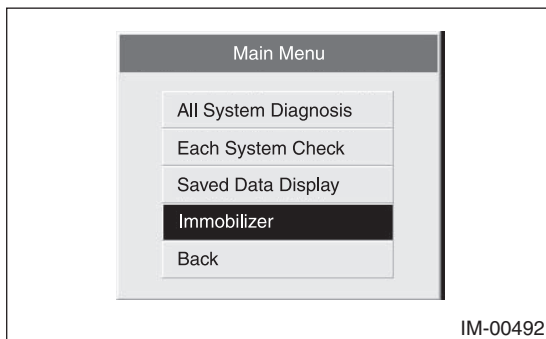 Main Menu
All System Diagnosis
Each System Check
Saved Data Display
Immobilizer
Back
IM-00492